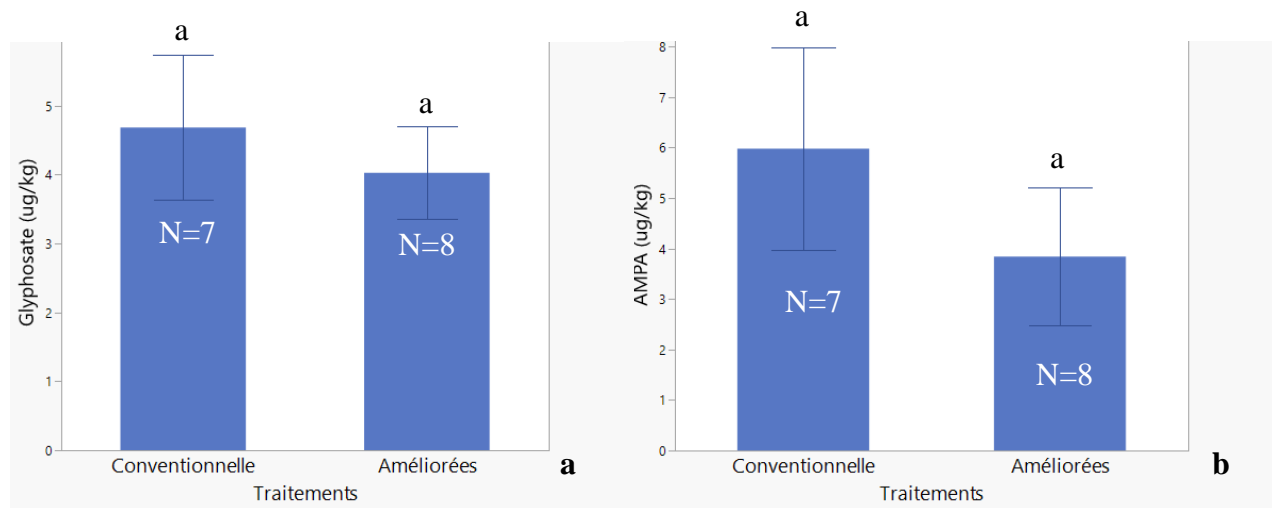 a
a
Glyphosate (ug/kg)
5
4
3
2
1
0
N=7
N=8
Conventionnelle
Améliorées
Traitements
a
a
a
AMPA (ug/kg)
8
7
6
5
4
3
2
1
0
N=7
N=8
Conventionnelle
Améliorées
Traitements
b